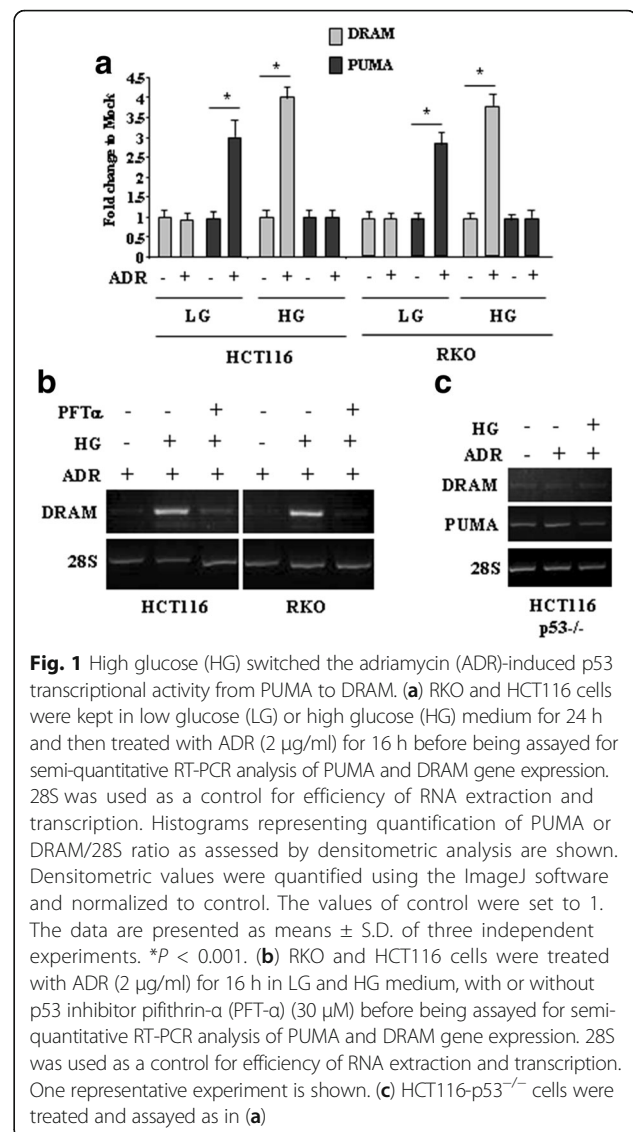 DRAM
PUMA
a
Fold change to Mock
4.5
4
3.5
3
2.5
2
1.5
1
0.5
0
* * * *
ADR - + - + - + - + - + - + - + - +
LG HG LG HG
HCT116 RKO
b
PFTα - - + - - +
HG - + + - + +
ADR + + + + + +
DRAM
28S
HCT116 RKO
c
HG - - +
ADR - + +
DRAM
PUMA
28S
HCT116
p53-/-
Fig. 1 High glucose (HG) switched the adriamycin (ADR)-induced p53
transcriptional activity from PUMA to DRAM. (a) RKO and HCT116 cells
were kept in low glucose (LG) or high glucose (HG) medium for 24 h
and then treated with ADR (2 μg/ml) for 16 h before being assayed for
semi-quantitative RT-PCR analysis of PUMA and DRAM gene expression.
28S was used as a control for efficiency of RNA extraction and
transcription. Histograms representing quantification of PUMA or
DRAM/28S ratio as assessed by densitometric analysis are shown.
Densitometric values were quantified using the ImageJ software
and normalized to control. The values of control were set to 1.
The data are presented as means ± S.D. of three independent
experiments. *P < 0.001. (b) RKO and HCT116 cells were treated
with ADR (2 μg/ml) for 16 h in LG and HG medium, with or without
p53 inhibitor pifithrin-α (PFT-α) (30 μM) before being assayed for semi-
quantitative RT-PCR analysis of PUMA and DRAM gene expression. 28S
was used as a control for efficiency of RNA extraction and transcription.
One representative experiment is shown. (c) HCT116-p53−/− cells were
treated and assayed as in (a)